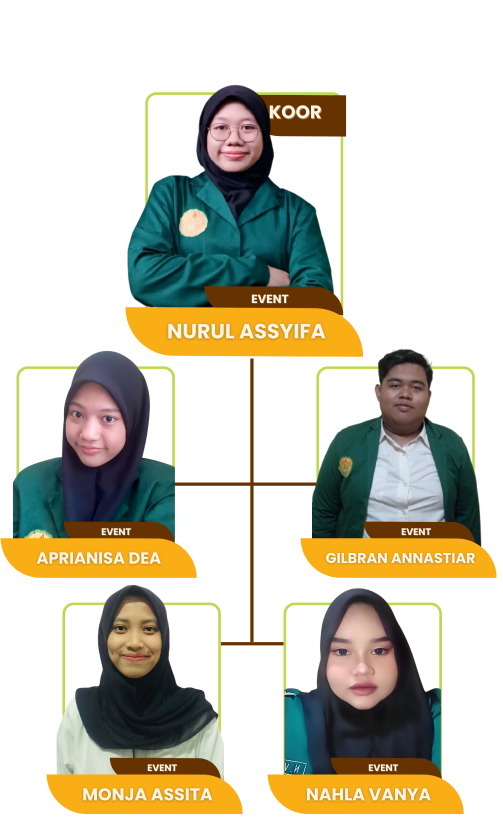 KOOR
EVENT
NURUL ASSYIFA
EVENT
APRIANISA DEA
EVENT
GILBRAN ANNASTIAR
EVENT
MONJA ASSITA
EVENT
NAHLA VANYA